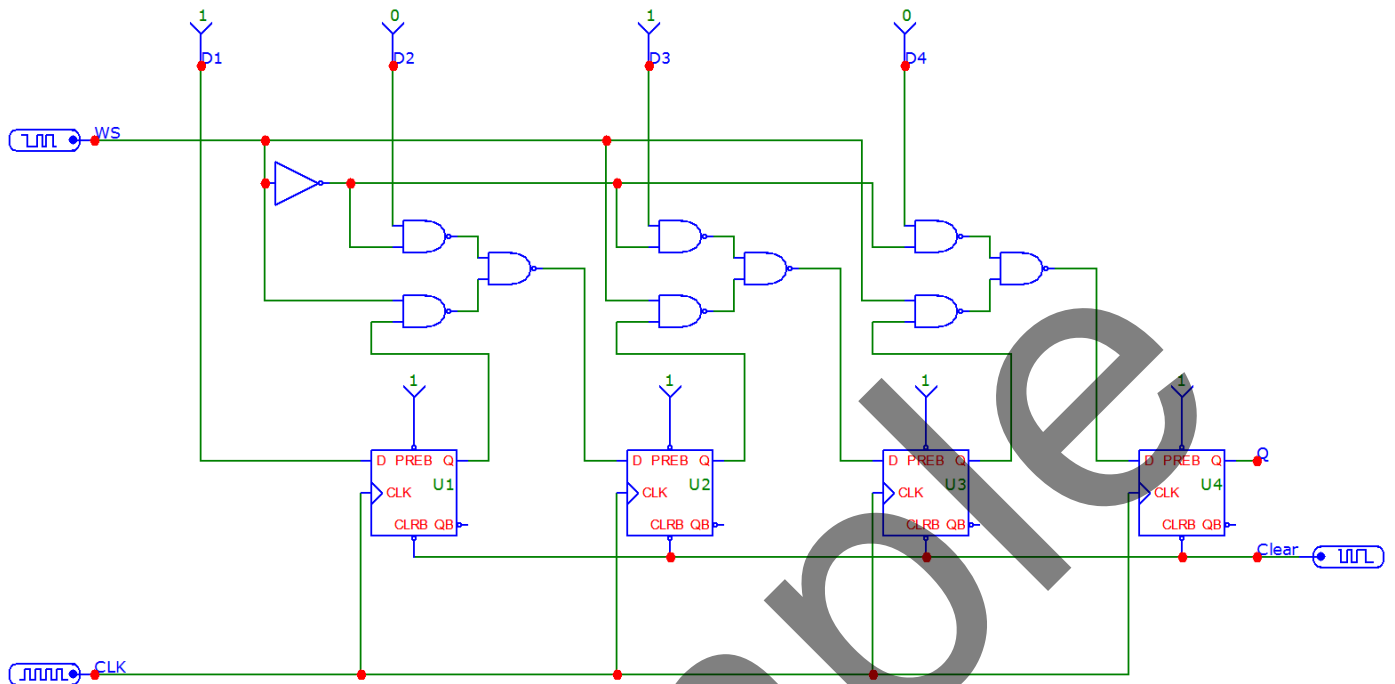 1 0 1 0
D1 D2 D3 D4
WS
1 1 1 1
D PREB Q D PREB Q D PREB Q D PREB Q Q
U1 U2 U3 U4
CLK CLK CLK CLK
CLRB QB CLRB QB CLRB QB CLRB QB
Clear
CLK
ple